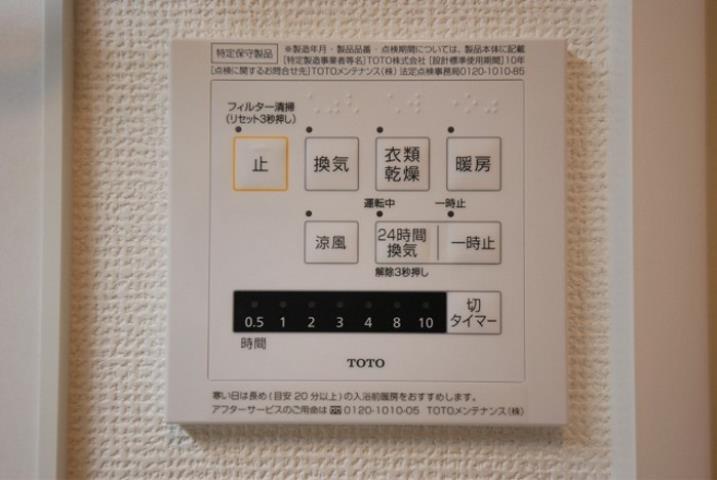 特定保守製品 ※製造年月・製品品番・点検期間については、製品本体に記載
[特定製造事業者等名]TOTO株式会社 [設計標準使用期間]10年
[点検に関するお問合せ先]TOTOメンテナンス(株) 法定点検事務局0120-1010-85
フィルター清掃
(リセット3秒押し)
止 換気 衣類 乾燥 暖房
運転中 一時止
涼風 24時間 換気 一時止
解除3秒押し
0.5 1 2 3 4 8 10 切 タイマー
時間
TOTO
寒い日は長め(目安20分以上)の入浴前暖房をおすすめします。
アフターサービスのご用命は 0120-1010-05 TOTOメンテナンス(株)